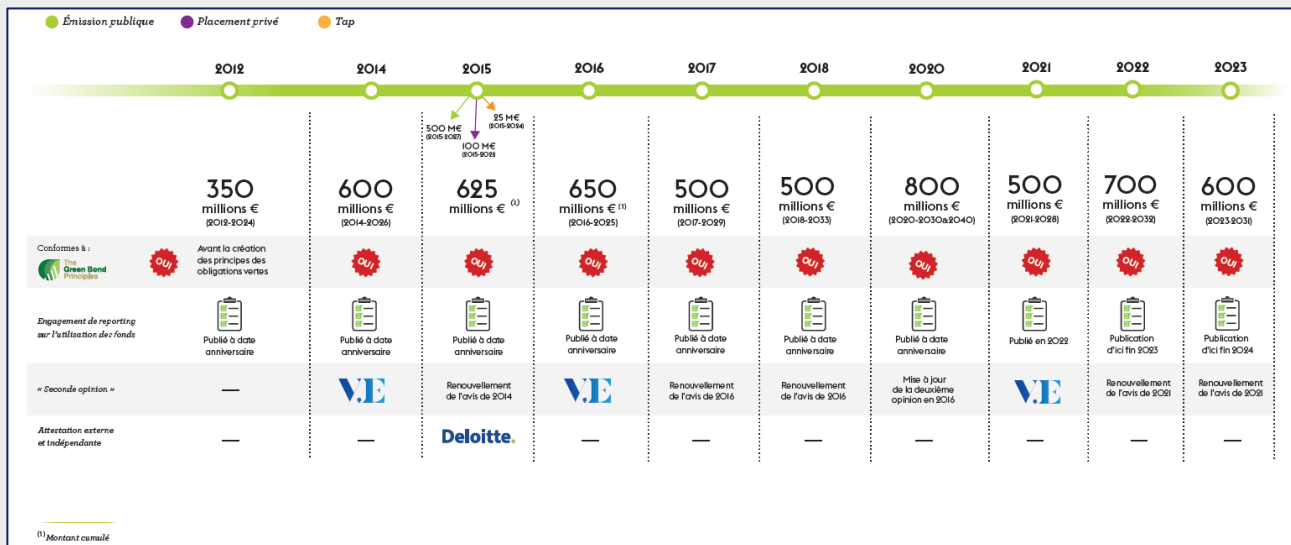 Émission publique
Placement privé
Tap
2012 2014 2015 2016 2017 2018 2020 2021 2022 2023
500 M€
(2015-2027)
100 M€
25 M€
(2015-2024)
350
millions €
(2012-2024)
600
millions €
(2014-2026)
625
millions € (1)
650
millions € (1)
(2016-2025)
500
millions €
(2017-2029)
500
millions €
(2018-2033)
800
millions €
(2020-2030&2040)
500
millions €
(2021-2028)
700
millions €
(2022-2032)
600
millions €
(2023-2031)
Conformes à :
The
Green Bond
Principles
OUI
Avant la création
des principes des
obligations vertes
OUI
OUI
OUI
OUI
OUI
OUI
OUI
OUI
OUI
Engagement de reporting
sur l'utilisation des fonds
Publié à date
anniversaire
Publié à date
anniversaire
Publié à date
anniversaire
Publié à date
anniversaire
Publié à date
anniversaire
Publié à date
anniversaire
Publié à date
anniversaire
Publié en 2022
Publication
d'ici fin 2023
Publication
d'ici fin 2024
« Seconde opinion »
—
V.E
Renouvellement
de l'avis de 2014
V.E
Renouvellement
de l'avis de 2016
Renouvellement
de l'avis de 2016
Mise à jour
de la deuxième
opinion en 2016
V.E
Renouvellement
de l'avis de 2021
Renouvellement
de l'avis de 2021
Attestation externe
et indépendante
—
—
Deloitte.
—
—
—
—
—
—
—
(1) Montant cumulé